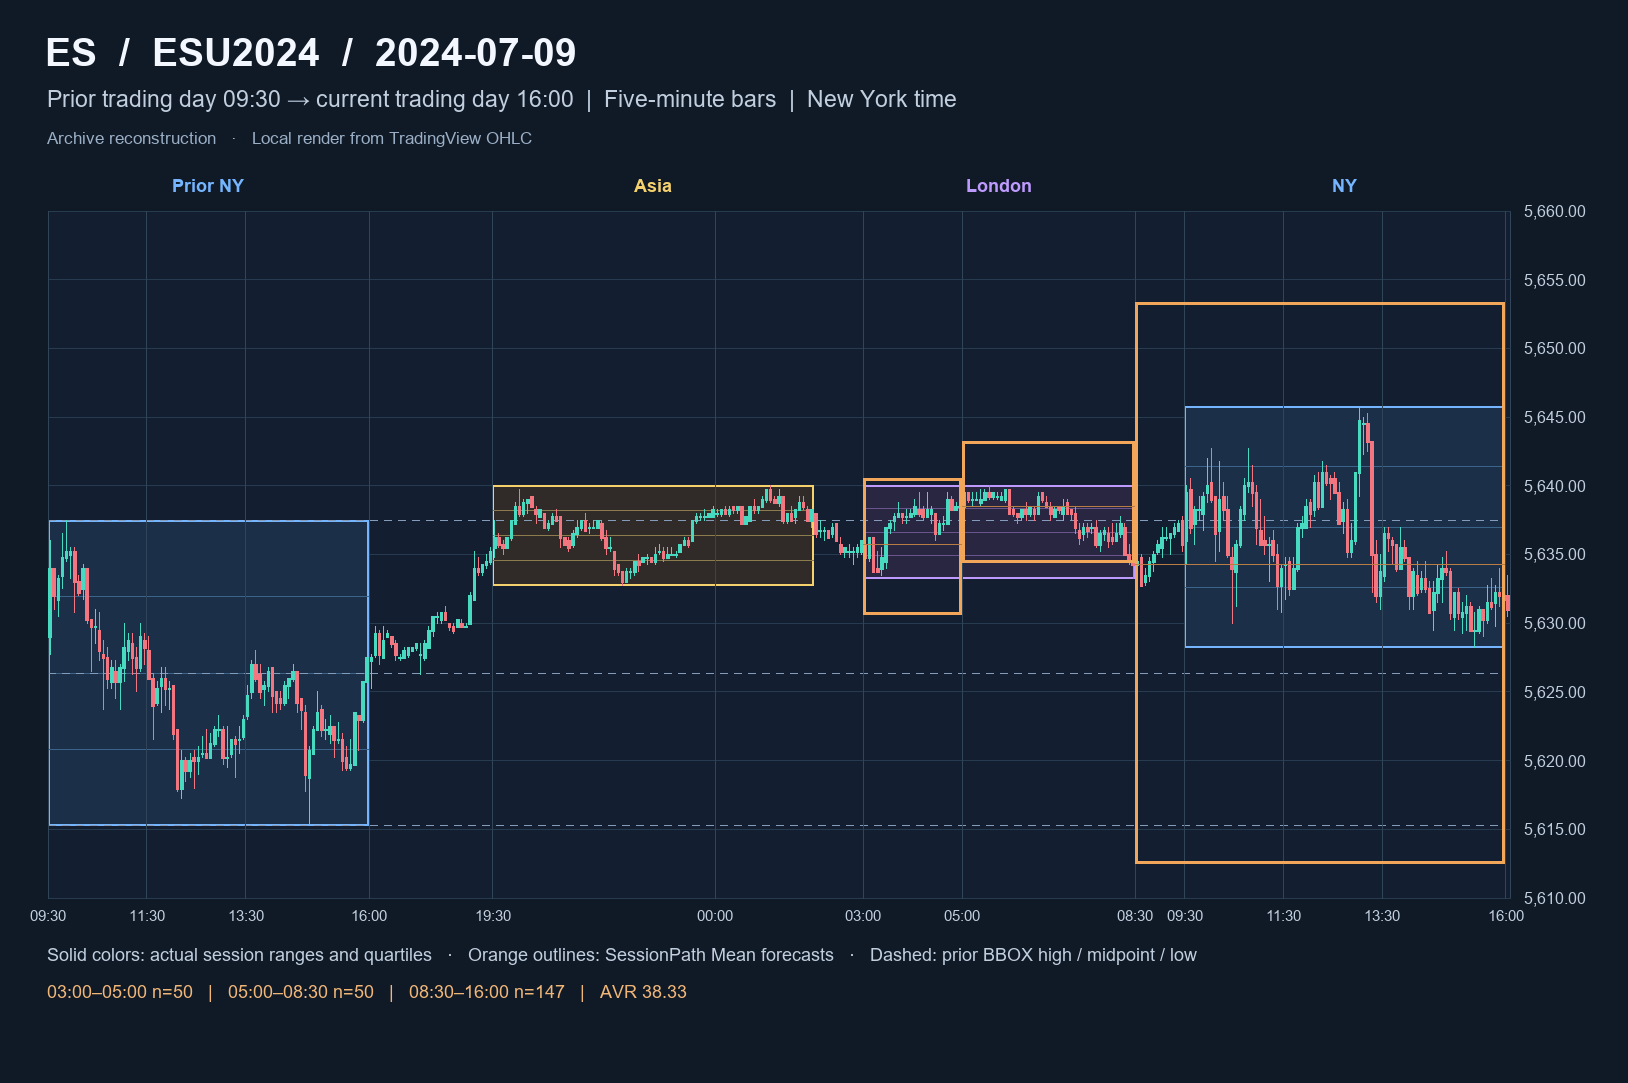 ES / ESU2024 / 2024-07-09
Prior trading day 09:30 → current trading day 16:00 | Five-minute bars | New York time
Archive reconstruction · Local render from TradingView OHLC
Prior NY Asia London NY
5,660.00
5,655.00
5,650.00
5,645.00
5,640.00
5,635.00
5,630.00
5,625.00
5,620.00
5,615.00
5,610.00
09:30 11:30 13:30 16:00 19:30 00:00 03:00 05:00 08:30 09:30 11:30 13:30 16:00
Solid colors: actual session ranges and quartiles · Orange outlines: SessionPath Mean forecasts · Dashed: prior BBOX high / midpoint / low
03:00–05:00 n=50 | 05:00–08:30 n=50 | 08:30–16:00 n=147 | AVR 38.33